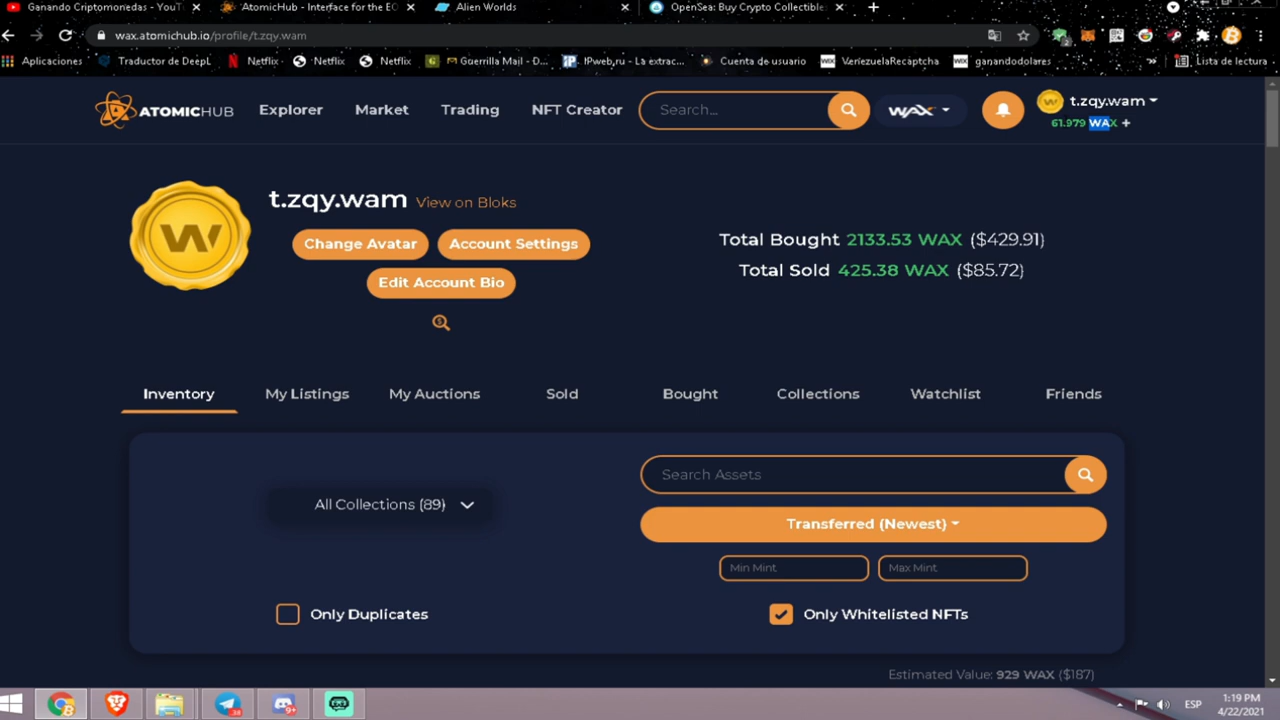 Ganando Criptomonedas - YouT
AtomicHub - Interface for the EO
Alien Worlds
OpenSea: Buy Crypto Collectible
wax.atomichub.io/profile/t.zqy.wam
Aplicaciones
Traductor de DeepL
Netflix
Netflix
Netflix
Guerrilla Mail - D...
IPweb,ru - La extrac...
Cuenta de usuario
WIX VenezuelaRecaptcha
WIX ganandodolares
»
Lista de lectura
ATOMICHUB
Explorer
Market
Trading
NFT Creator
Search...
WAX
t.zqy.wam
61.979 WAX +
t.zqy.wam View on Bloks
W
Change Avatar
Account Settings
Edit Account Bio
Total Bought 2133.53 WAX ($429.91)
Total Sold 425.38 WAX ($85.72)
Inventory
My Listings
My Auctions
Sold
Bought
Collections
Watchlist
Friends
All Collections (89)
Search Assets
Transferred (Newest)
Min Mint
Max Mint
Only Duplicates
Only Whitelisted NFTs
Estimated Value: 929 WAX ($187)
ESP
1:19 PM
4/22/2021